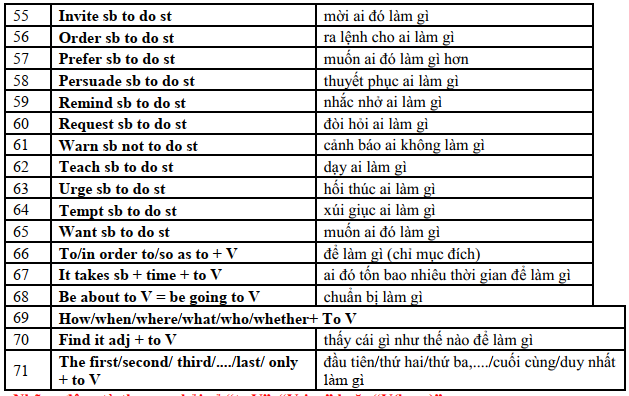 55 Invite sb to do st mời ai đó làm gì
56 Order sb to do st ra lệnh cho ai làm gì
57 Prefer sb to do st muốn ai đó làm gì hơn
58 Persuade sb to do st thuyết phục ai làm gì
59 Remind sb to do st nhắc nhở ai làm gì
60 Request sb to do st đòi hỏi ai làm gì
61 Warn sb not to do st cảnh báo ai không làm gì
62 Teach sb to do st dạy ai làm gì
63 Urge sb to do st hối thúc ai làm gì
64 Tempt sb to do st xúi giục ai làm gì
65 Want sb to do st muốn ai đó làm gì
66 To/in order to/so as to + V để làm gì (chỉ mục đích)
67 It takes sb + time + to V ai đó tốn bao nhiêu thời gian để làm gì
68 Be about to V = be going to V chuẩn bị làm gì
69 How/when/where/what/who/whether+ To V
70 Find it adj + to V thấy cái gì như thế nào để làm gì
71 The first/second/ third/..../last/ only + to V đầu tiên/thứ hai/thứ ba,..../cuối cùng/duy nhất làm gì